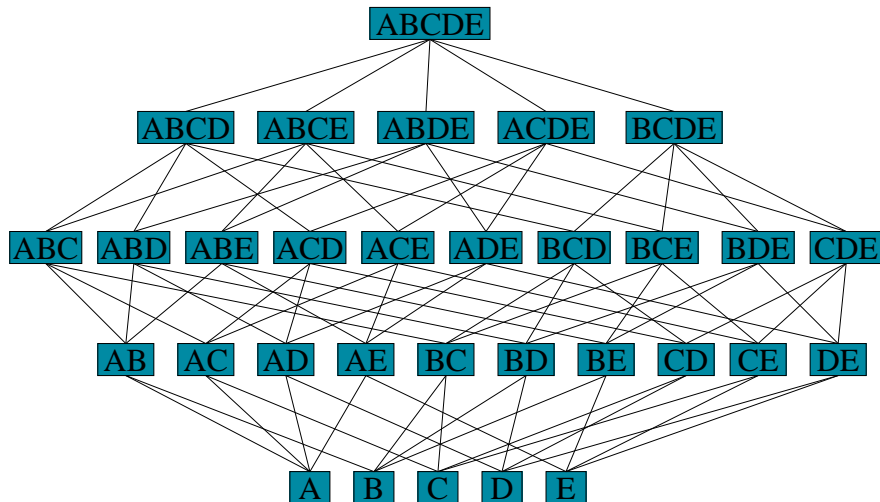 ABCDE
ABCD ABCE ABDE ACDE BCDE
ABC ABD ABE ACD ACE ADE BCD BCE BDE CDE
AB AC AD AE BC BD BE CD CE DE
A B C D E